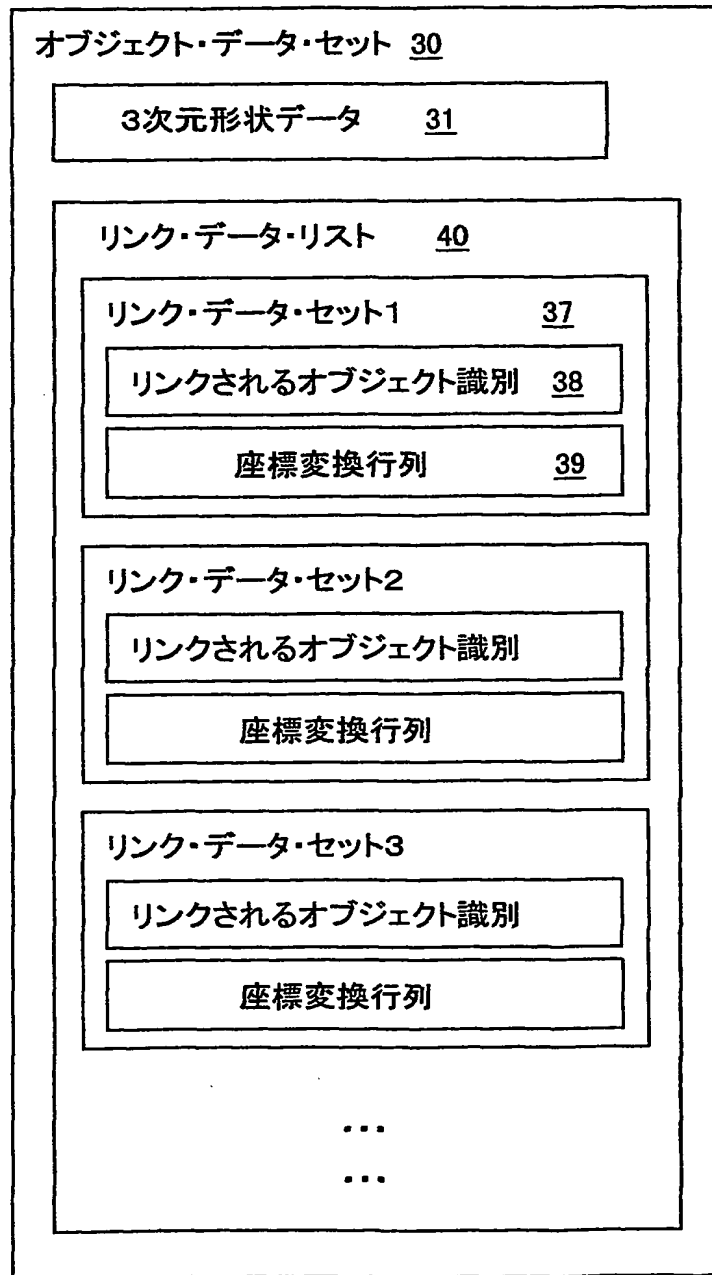 オブジェクト・データ・セット 30
3次元形状データ 31
リンク・データ・リスト 40
リンク・データ・セット1 37
リンクされるオブジェクト識別 38
座標変換行列 39
リンク・データ・セット2
リンクされるオブジェクト識別
座標変換行列
リンク・データ・セット3
リンクされるオブジェクト識別
座標変換行列
...
...